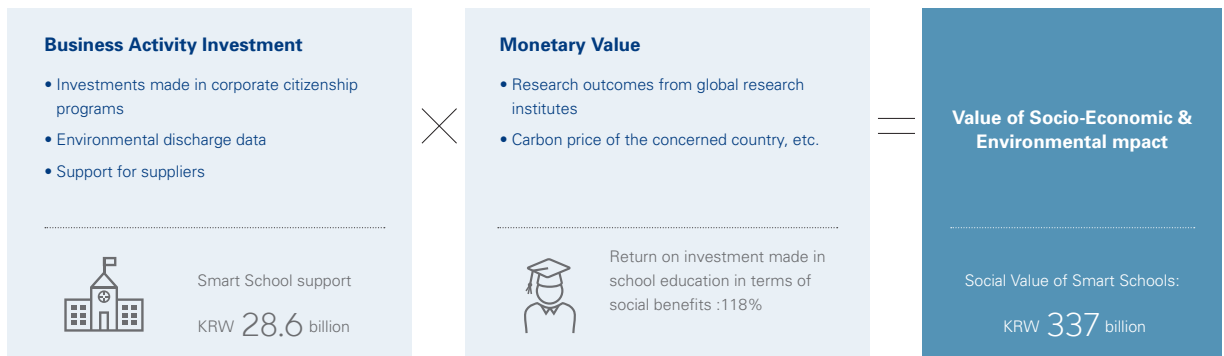 Business Activity Investment
• Investments made in corporate citizenship
programs
• Environmental discharge data
• Support for suppliers
Smart School support
KRW 28.6 billion
Monetary Value
• Research outcomes from global research
institutes
• Carbon price of the concerned country, etc.
Return on investment made in
school education in terms of
social benefits :118%
Value of Socio-Economic &
Environmental mpact
Social Value of Smart Schools:
KRW 337 billion